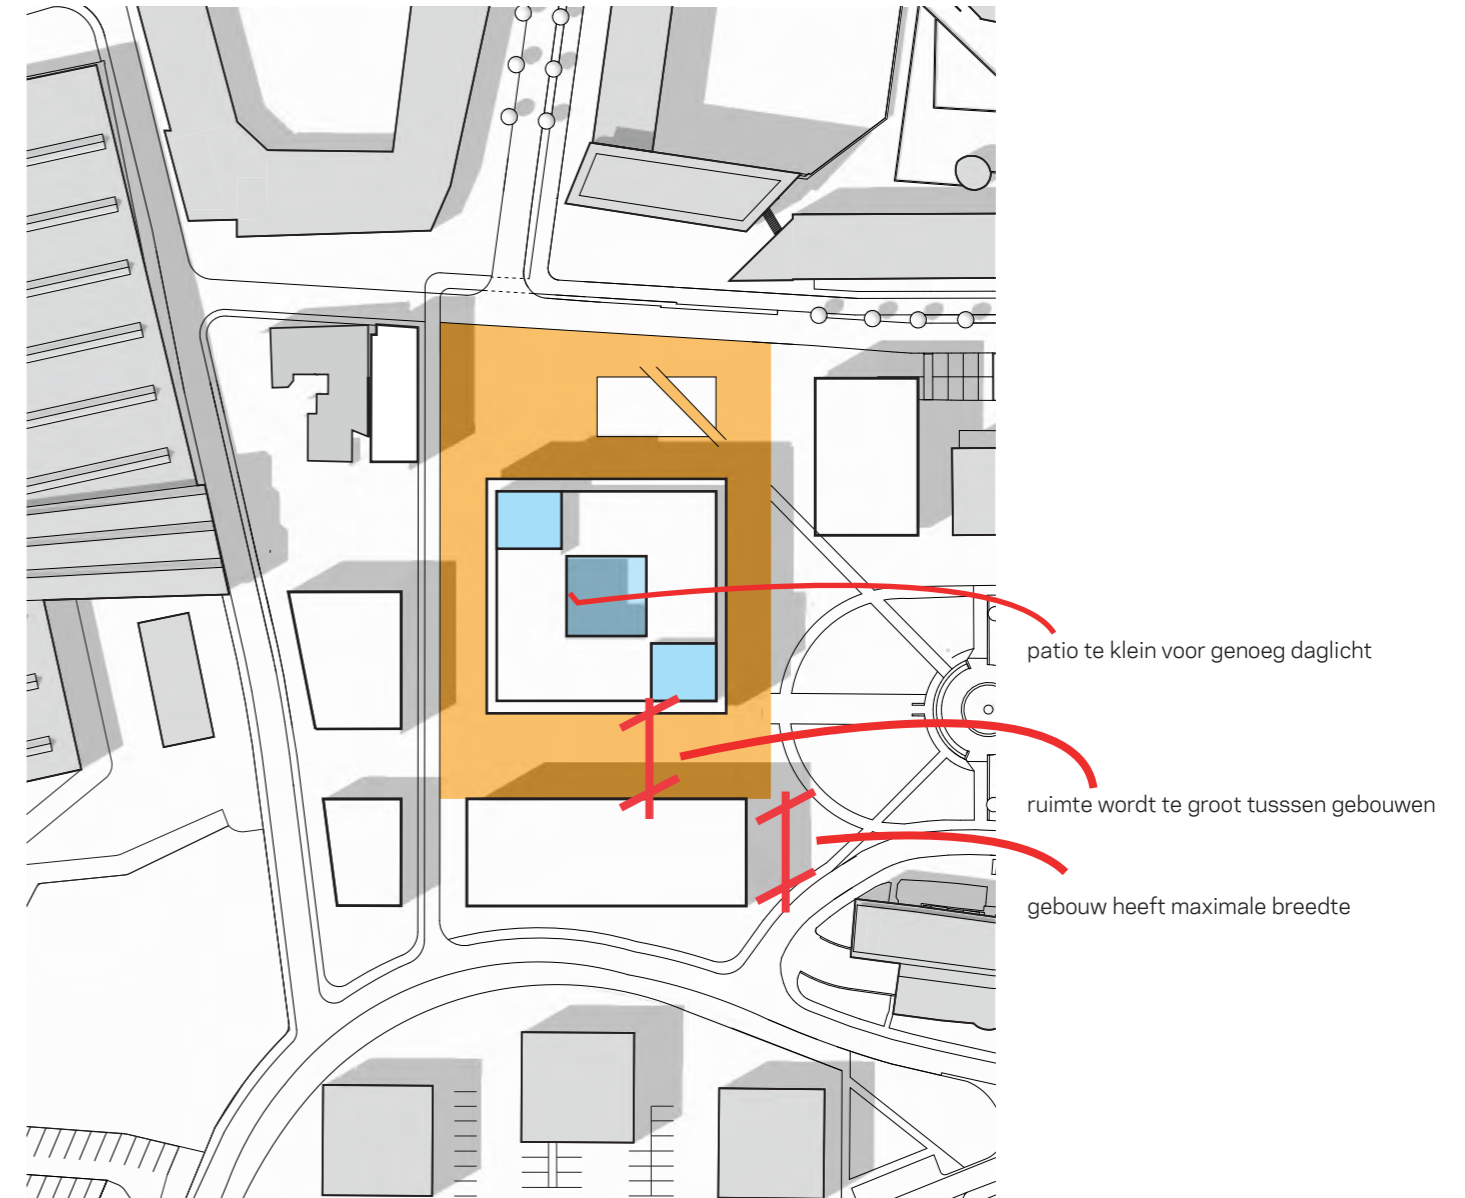 patio te klein voor genoeg daglicht
ruimte wordt te groot tusssen gebouwen
gebouw heeft maximale breedte